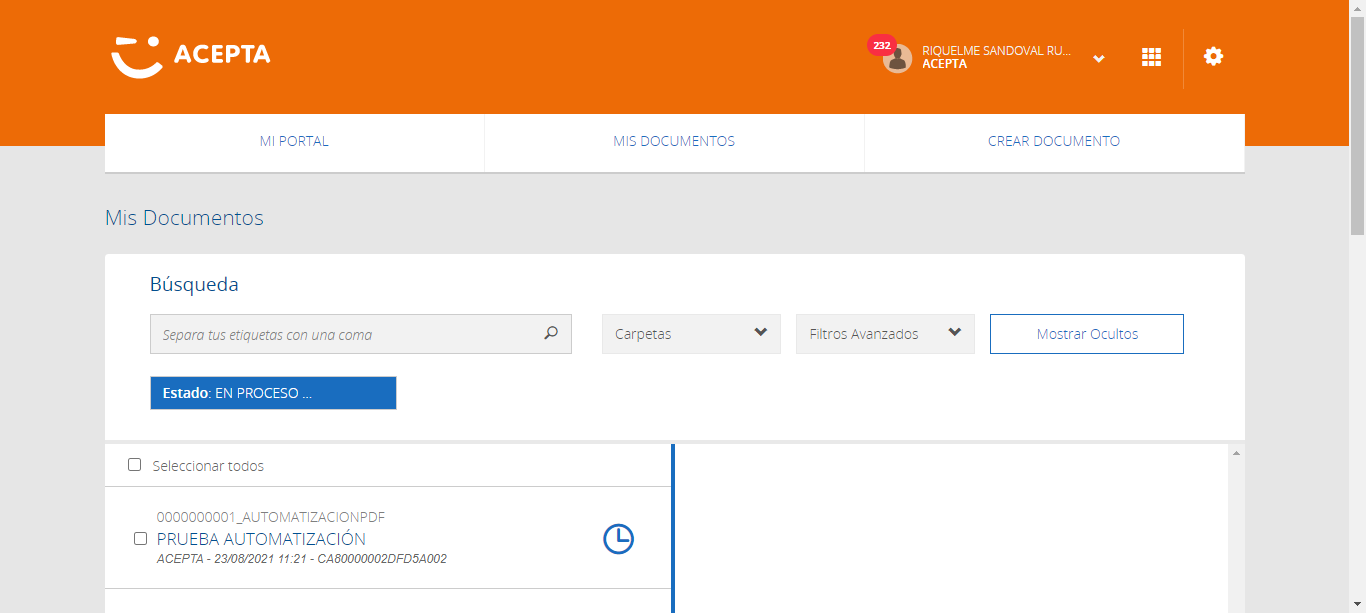 ACEPTA
232
RIQUELME SANDOVAL RU...
ACEPTA
MI PORTAL
MIS DOCUMENTOS
CREAR DOCUMENTO
Mis Documentos
Búsqueda
Separa tus etiquetas con una coma
Carpetas
Filtros Avanzados
Mostrar Ocultos
Estado: EN PROCESO ...
Seleccionar todos
0000000001_AUTOMATIZACIONPDF
PRUEBA AUTOMATIZACIÓN
ACEPTA - 23/08/2021 11:21 - CA80000002DFD5A002